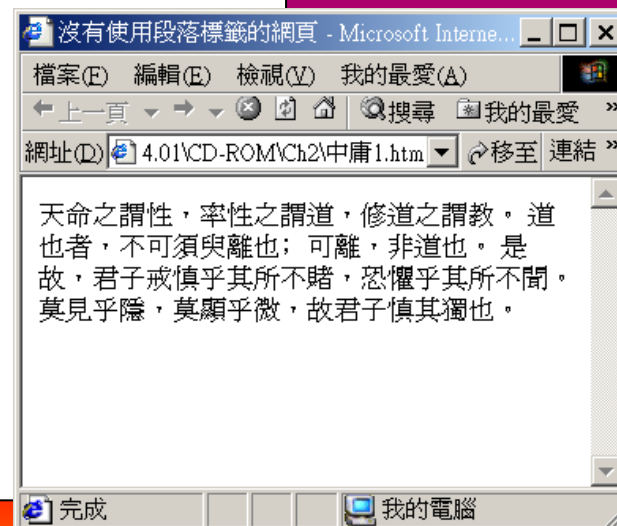 沒有使用段落標籤的網頁 - Microsoft Interne...
檔案(F) 編輯(E) 檢視(V) 我的最愛(A)
上一頁 搜尋 我的最愛 »
網址(D) 4.01\CD-ROM\Ch2\中庸1.htm 移至 連結 »
天命之謂性，率性之謂道，修道之謂教。 道
也者，不可須臾離也; 可離，非道也。 是
故，君子戒慎乎其所不賭，恐懼乎其所不聞。
莫見乎隱，莫顯乎微，故君子慎其獨也。
完成 我的電腦